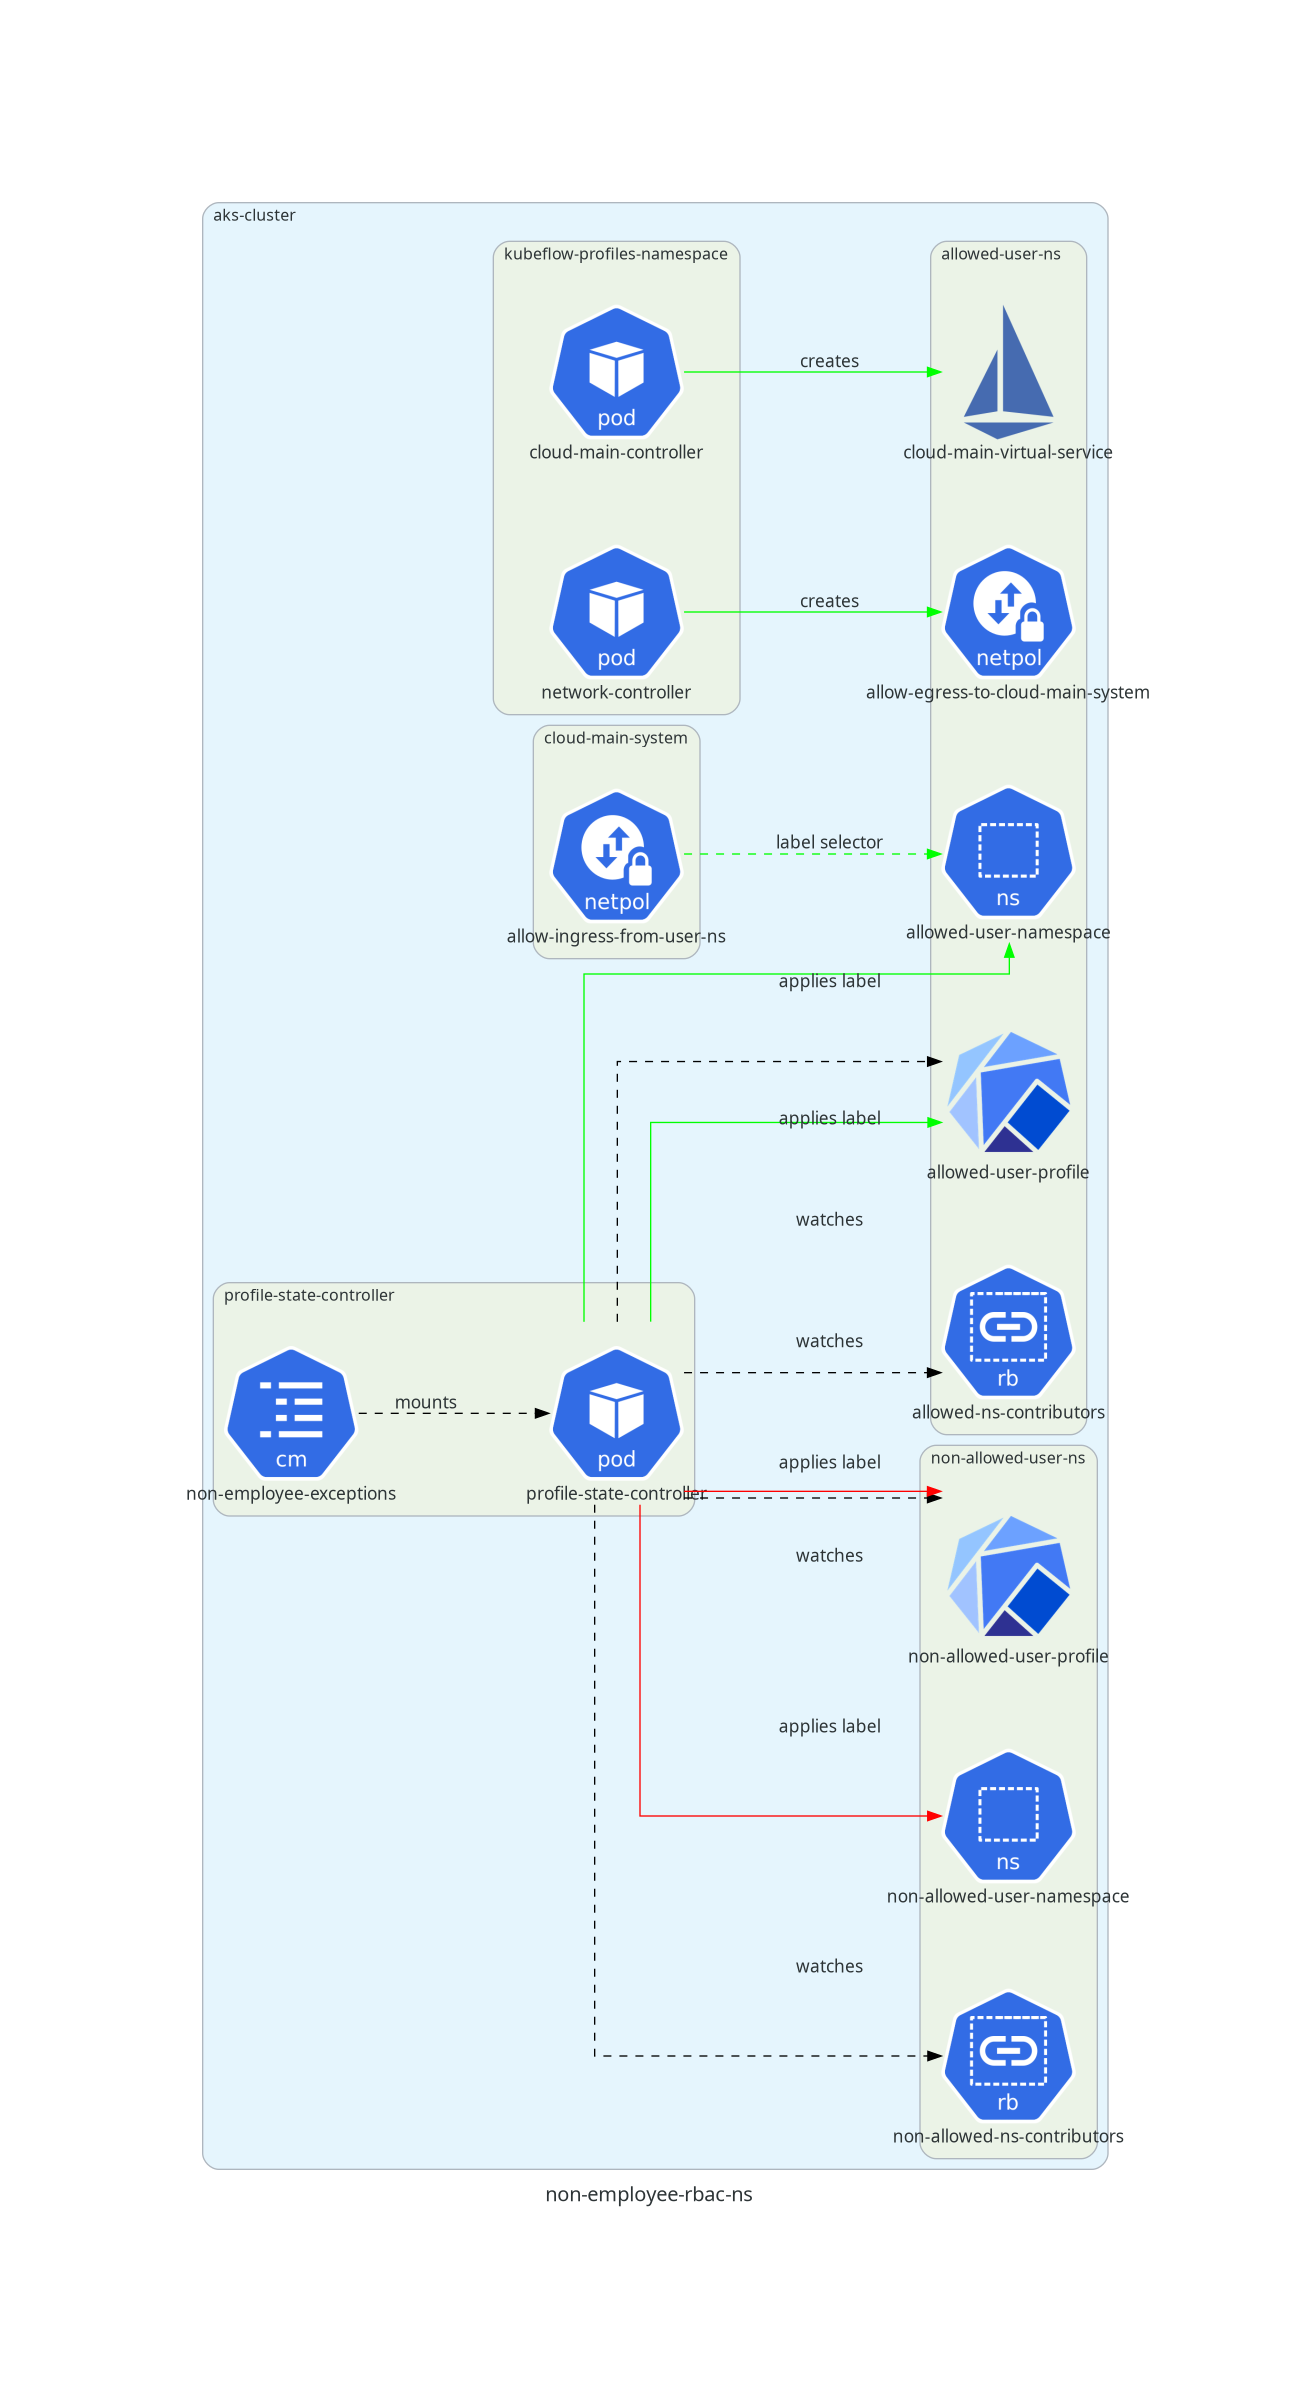 aks-cluster
kubeflow-profiles-namespace
allowed-user-ns
creates
pod
cloud-main-controller
cloud-main-virtual-service
creates
pod
netpol
network-controller
allow-egress-to-cloud-main-system
cloud-main-system
label selector
netpol
ns
allow-ingress-from-user-ns
allowed-user-namespace
applies label
applies label
allowed-user-profile
watches
profile-state-controller
watches
rb
allowed-ns-contributors
mounts
cm
pod
non-employee-exceptions
profile-state-controller
applies label
non-allowed-user-ns
watches
non-allowed-user-profile
applies label
ns
non-allowed-user-namespace
watches
rb
non-allowed-ns-contributors
non-employee-rbac-ns